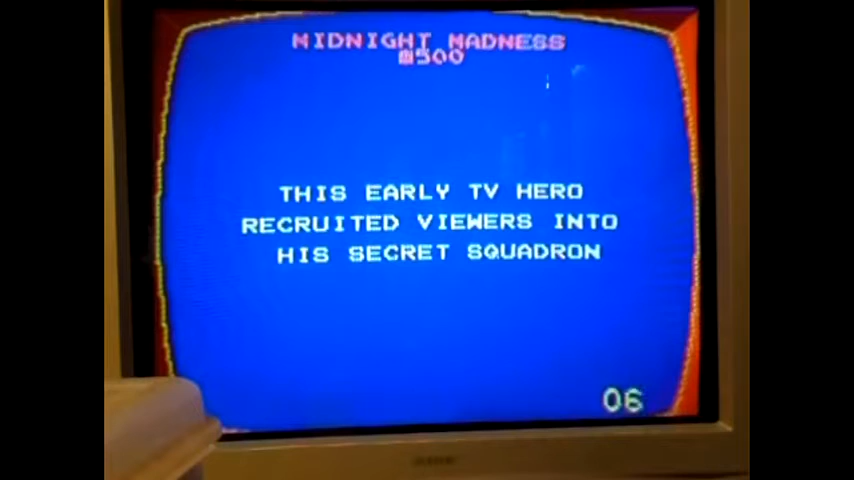 MIDNIGHT MADNESS
$500
THIS EARLY TV HERO
RECRUITED VIEWERS INTO
HIS SECRET SQUADRON
06